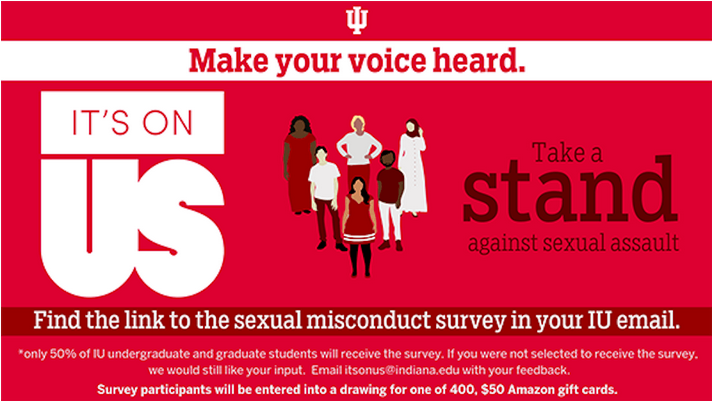 IU
Make your voice heard.
IT'S ON
US
Take a
stand
against sexual assault
Find the link to the sexual misconduct survey in your IU email.
*only 50% of IU undergraduate and graduate students will receive the survey. If you were not selected to receive the survey,
we would still like your input. Email itsonus@indiana.edu with your feedback.
Survey participants will be entered into a drawing for one of 400, $50 Amazon gift cards.